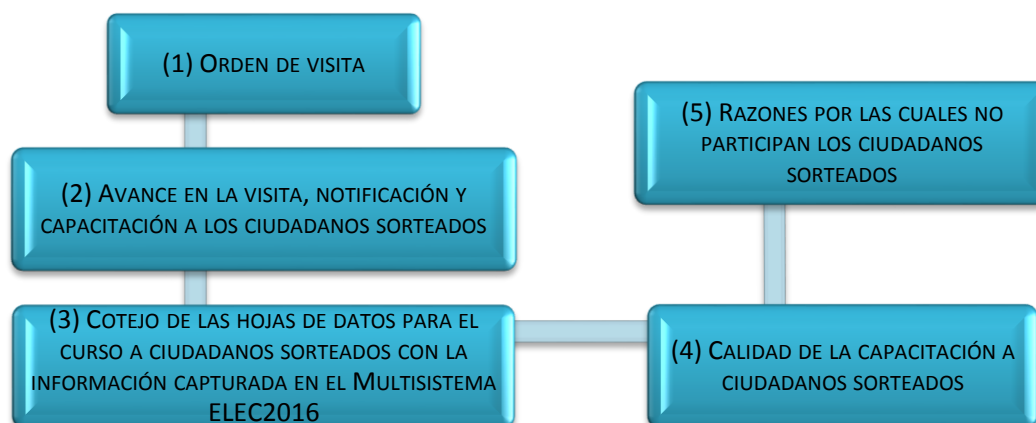 (1) ORDEN DE VISITA
(2) AVANCE EN LA VISITA, NOTIFICACIÓN Y
CAPACITACIÓN A LOS CIUDADANOS SORTEADOS
(3) COTEJO DE LAS HOJAS DE DATOS PARA EL
CURSO A CIUDADANOS SORTEADOS CON LA
INFORMACIÓN CAPTURADA EN EL MULTISISTEMA
ELEC2016
(4) CALIDAD DE LA CAPACITACIÓN A
CIUDADANOS SORTEADOS
(5) RAZONES POR LAS CUALES NO
PARTICIPAN LOS CIUDADANOS
SORTEADOS